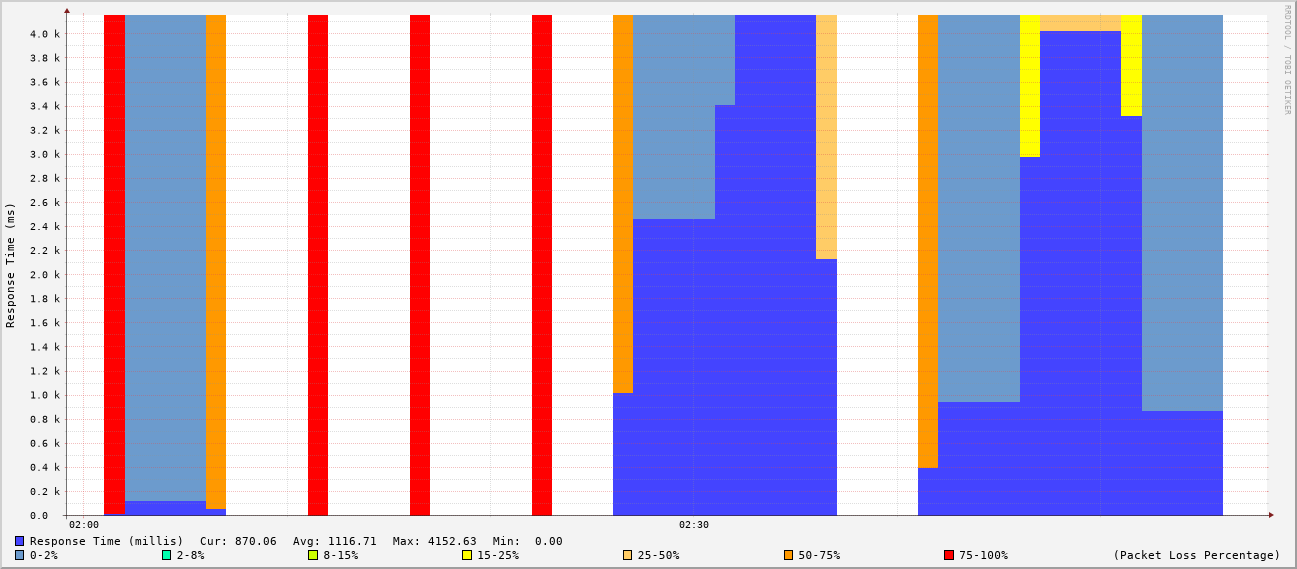 RRDTOOL / TOBI OETIKER
Response Time (ms)
4.0 k
3.8 k
3.6 k
3.4 k
3.2 k
3.0 k
2.8 k
2.6 k
2.4 k
2.2 k
2.0 k
1.8 k
1.6 k
1.4 k
1.2 k
1.0 k
0.8 k
0.6 k
0.4 k
0.2 k
0.0
02:00 02:30
Response Time (millis) Cur: 870.06 Avg: 1116.71 Max: 4152.63 Min: 0.00
0-2% 2-8% 8-15% 15-25% 25-50% 50-75% 75-100% (Packet Loss Percentage)